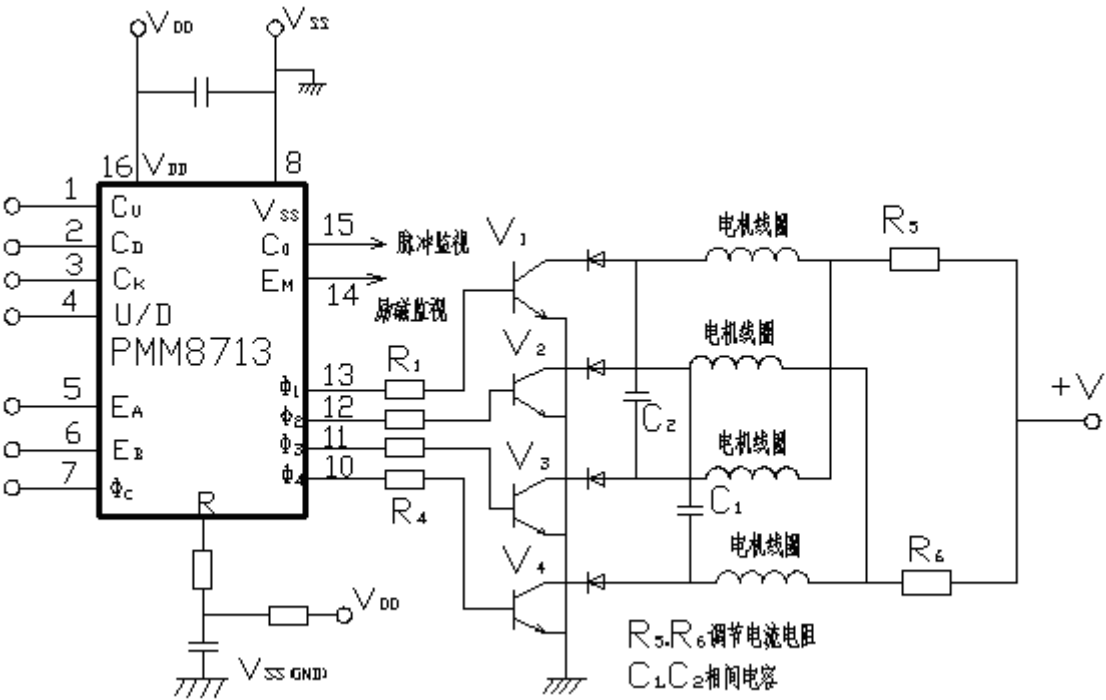 VDD
VSS
16
VDD
8
1
CU
VSS
15
脉冲监视
2
CD
CO
3
CK
EM
14
励磁监视
4
U/D
PMM8713
Φ1
13
R1
Φ2
12
5
EA
Φ3
11
6
EB
Φ4
10
7
ΦC
R4
R
VDD
VSS(GND)
V1
电机线圈
R5
V2
电机线圈
+V
C2
V3
电机线圈
C1
V4
电机线圈
R6
R5.R6调节电流电阻
C1C2相间电容